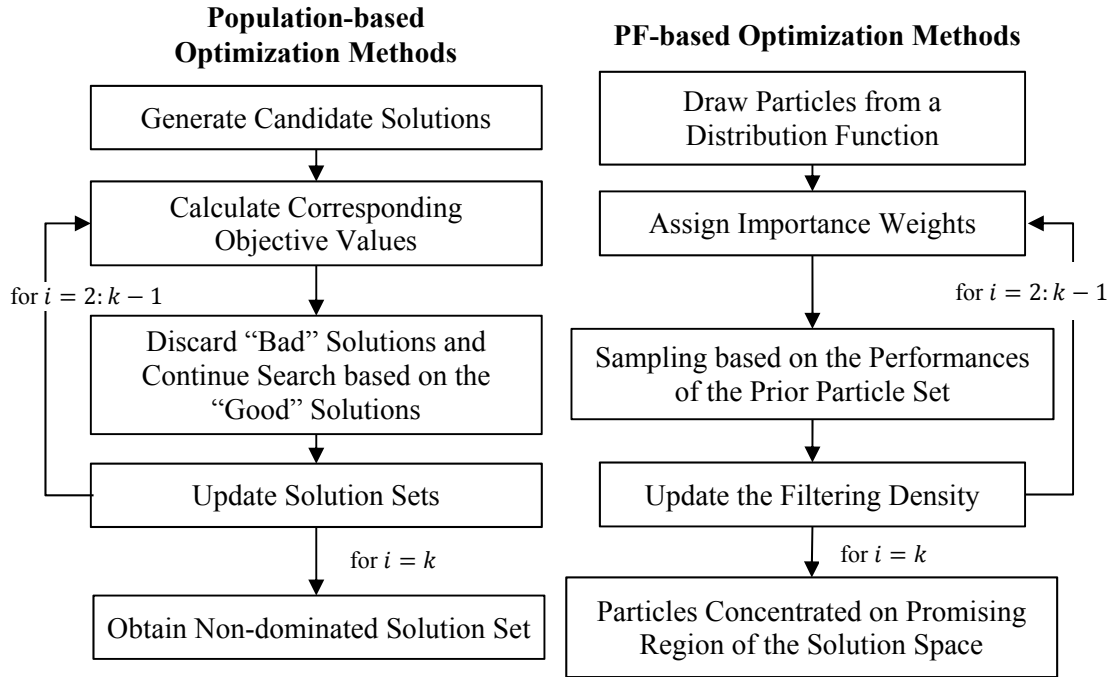 Population-based
Optimization Methods
Generate Candidate Solutions
Calculate Corresponding
Objective Values
for i = 2: k − 1
Discard “Bad” Solutions and
Continue Search based on the
“Good” Solutions
Update Solution Sets
for i = k
Obtain Non-dominated Solution Set
PF-based Optimization Methods
Draw Particles from a
Distribution Function
Assign Importance Weights
for i = 2: k − 1
Sampling based on the Performances
of the Prior Particle Set
Update the Filtering Density
for i = k
Particles Concentrated on Promising
Region of the Solution Space